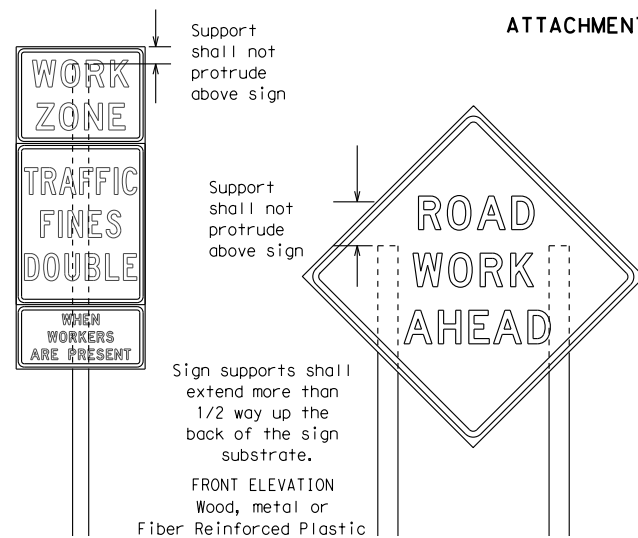 ATTACHMENT
Support
shall not
protrude
above sign
WORK
ZONE
TRAFFIC
FINES
DOUBLE
WHEN
WORKERS
ARE PRESENT
Support
shall not
protrude
above sign
ROAD
WORK
AHEAD
Sign supports shall
extend more than
1/2 way up the
back of the sign
substrate.
FRONT ELEVATION
Wood, metal or
Fiber Reinforced Plastic